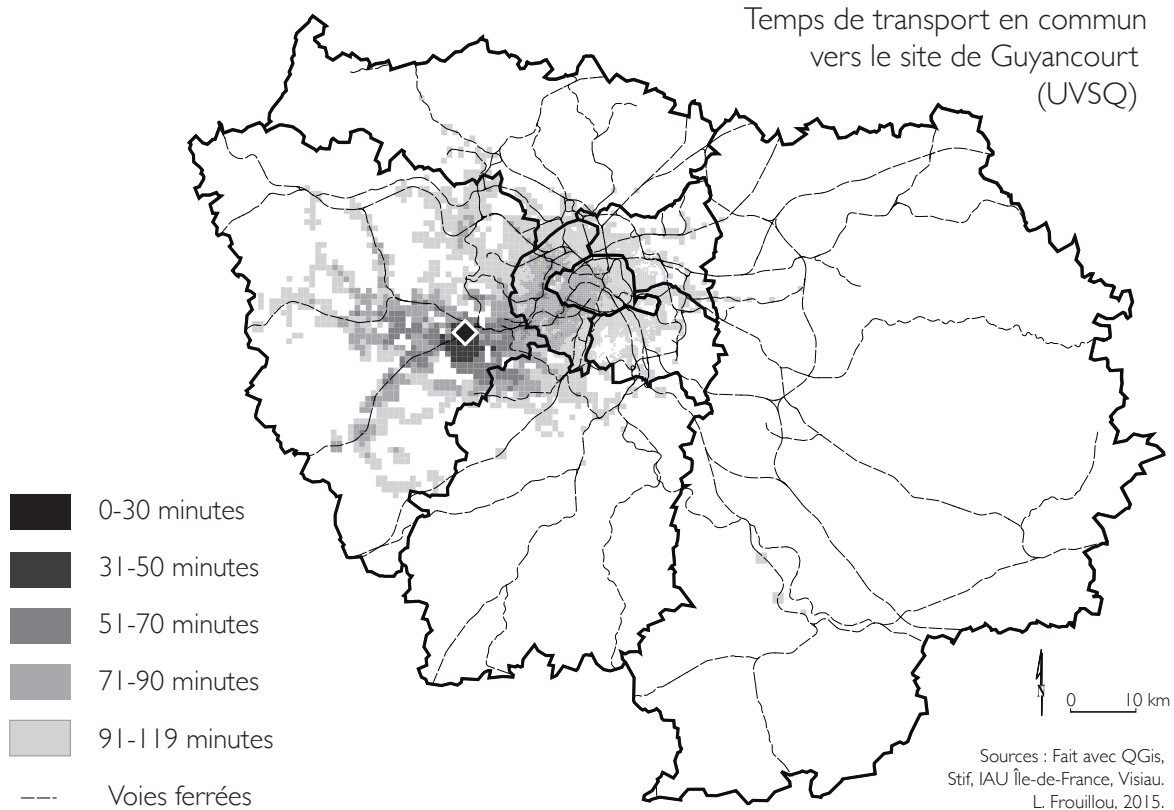 Temps de transport en commun
vers le site de Guyancourt
(UVSQ)
0-30 minutes
31-50 minutes
51-70 minutes
71-90 minutes
91-119 minutes
Voies ferrées
N
0 10 km
Sources : Fait avec QGis,
Stif, IAU Île-de-France, Visiau.
L. Frouillou, 2015.